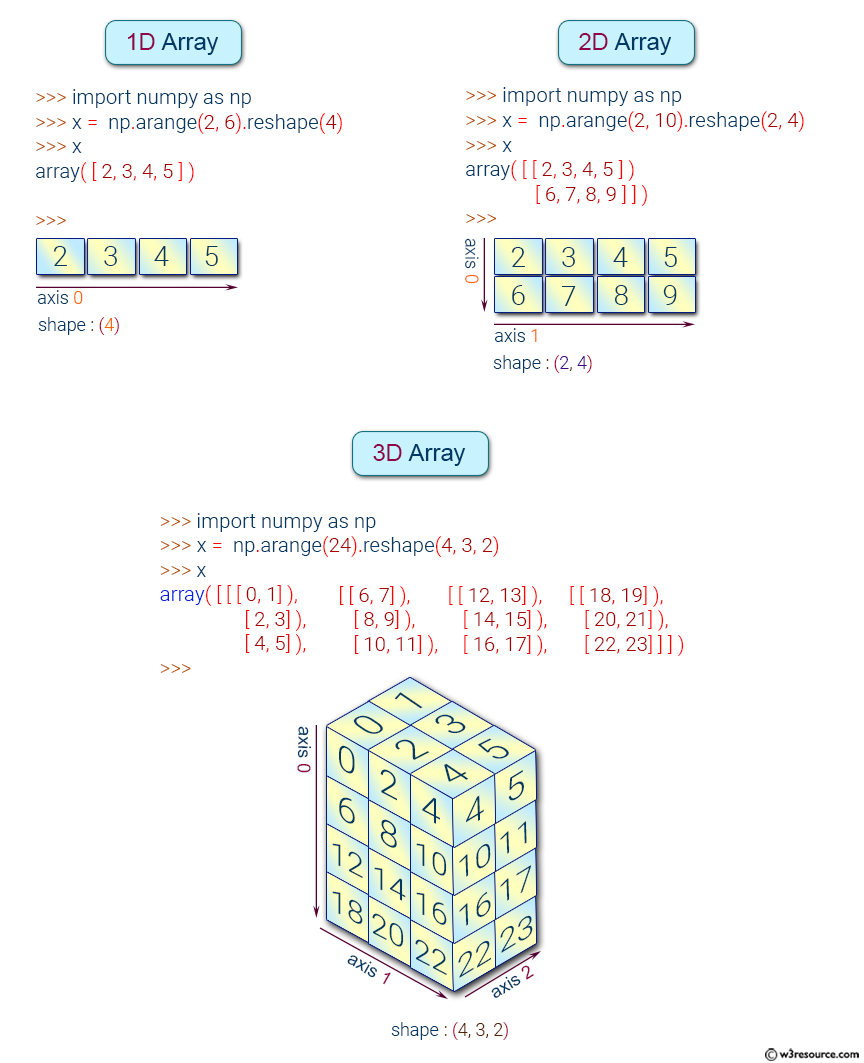 1D Array
>>> import numpy as np
>>> x = np.arange(2, 6).reshape(4)
>>> x
array( [ 2, 3, 4, 5 ] )
>>>
2 3 4 5
axis 0
shape : (4)
2D Array
>>> import numpy as np
>>> x = np.arange(2, 10).reshape(2, 4)
>>> x
array( [ [ 2, 3, 4, 5 ] )
[ 6, 7, 8, 9 ] ] )
>>>
axis 0
2 3 4 5
6 7 8 9
axis 1
shape : (2, 4)
3D Array
>>> import numpy as np
>>> x = np.arange(24).reshape(4, 3, 2)
>>> x
array( [ [ [ 0, 1] ), [ [ 6, 7] ), [ [ 12, 13] ), [ [ 18, 19] ),
[ 2, 3] ), [ 8, 9] ), [ 14, 15] ), [ 20, 21] ),
[ 4, 5] ), [ 10, 11] ), [ 16, 17] ), [ 22, 23] ] ] )
>>>
axis 0
0 1
2 3
4 5
0 2 4 4 5
6 8 10 10 11
12 14 16 16 17
18 20 22 22 23
axis 1
axis 2
shape : (4, 3, 2)
© w3resource.com